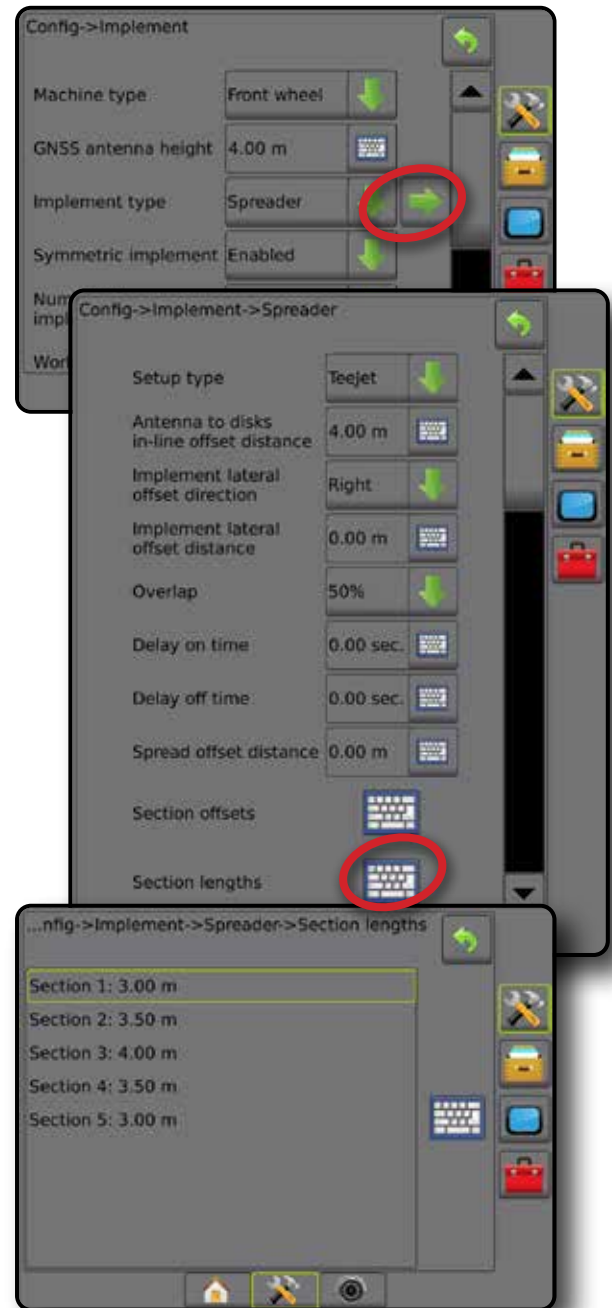 Config->Implement
Machine type Front wheel
GNSS antenna height 4.00 m
Implement type Spreader
Symmetric implement Enabled
Config->Implement->Spreader
Setup type Teejet
Antenna to disks
in-line offset distance 4.00 m
Implement lateral
offset direction Right
Implement lateral
offset distance 0.00 m
Overlap 50%
Delay on time 0.00 sec.
Delay off time 0.00 sec.
Spread offset distance 0.00 m
Section offsets
Section lengths
...nfig->Implement->Spreader->Section lengths
Section 1: 3.00 m
Section 2: 3.50 m
Section 3: 4.00 m
Section 4: 3.50 m
Section 5: 3.00 m